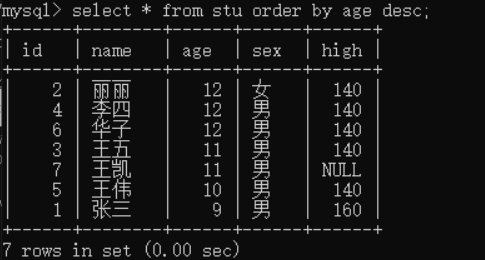 mysql> select * from stu order by age desc;
+------+------+------+------+------+
| id | name | age | sex | high |
+------+------+------+------+------+
| 2 | 丽丽 | 12 | 女 | 140 |
| 4 | 李四 | 12 | 男 | 140 |
| 6 | 华子 | 12 | 男 | 140 |
| 3 | 王五 | 11 | 男 | 140 |
| 7 | 王凯 | 11 | 男 | NULL |
| 5 | 王伟 | 10 | 男 | 140 |
| 1 | 张三 | 9 | 男 | 160 |
+------+------+------+------+------+
7 rows in set (0.00 sec)